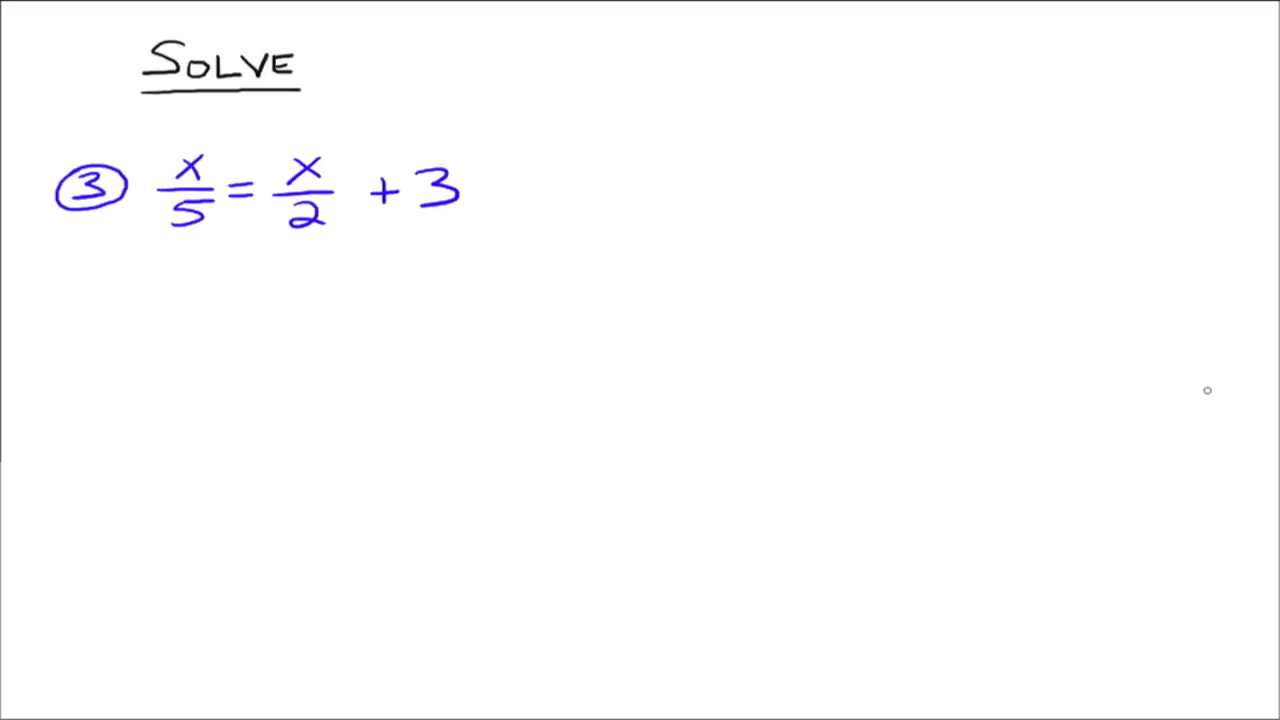 SOLVE
③ x/5 = x/2 + 3